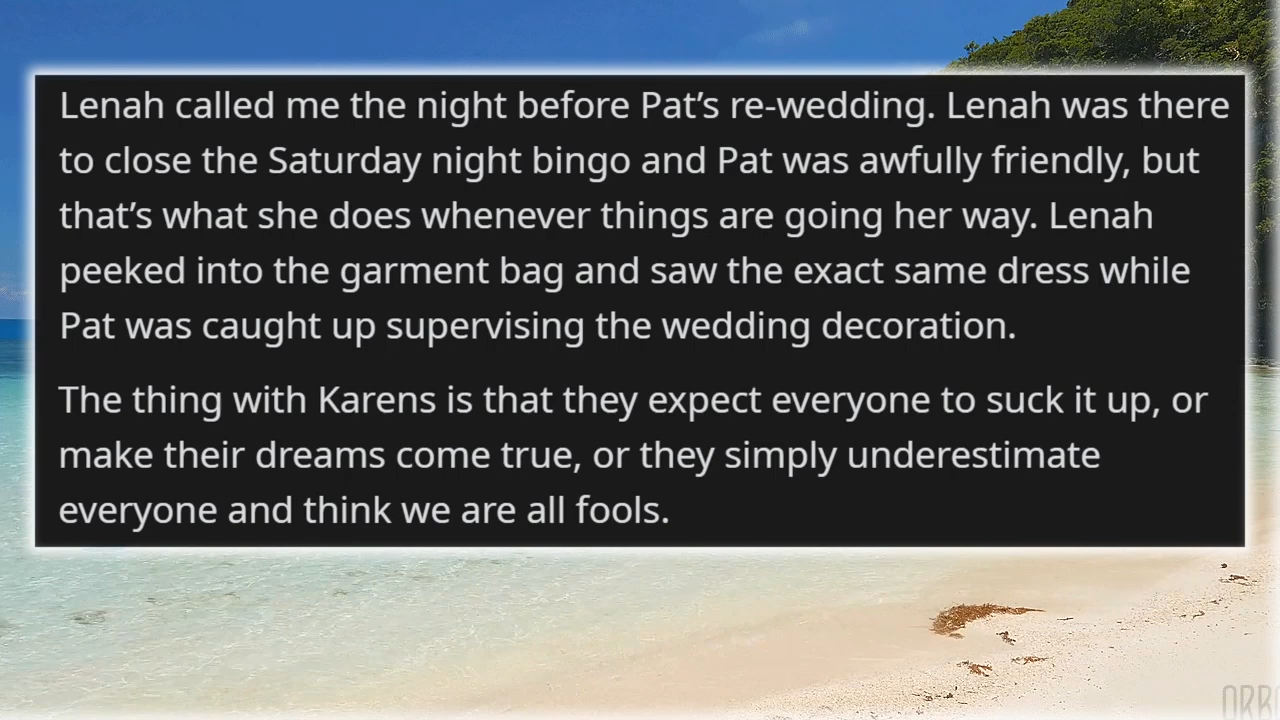 Lenah called me the night before Pat’s re-wedding. Lenah was there
to close the Saturday night bingo and Pat was awfully friendly, but
that’s what she does whenever things are going her way. Lenah
peeked into the garment bag and saw the exact same dress while
Pat was caught up supervising the wedding decoration.
The thing with Karens is that they expect everyone to suck it up, or
make their dreams come true, or they simply underestimate
everyone and think we are all fools.